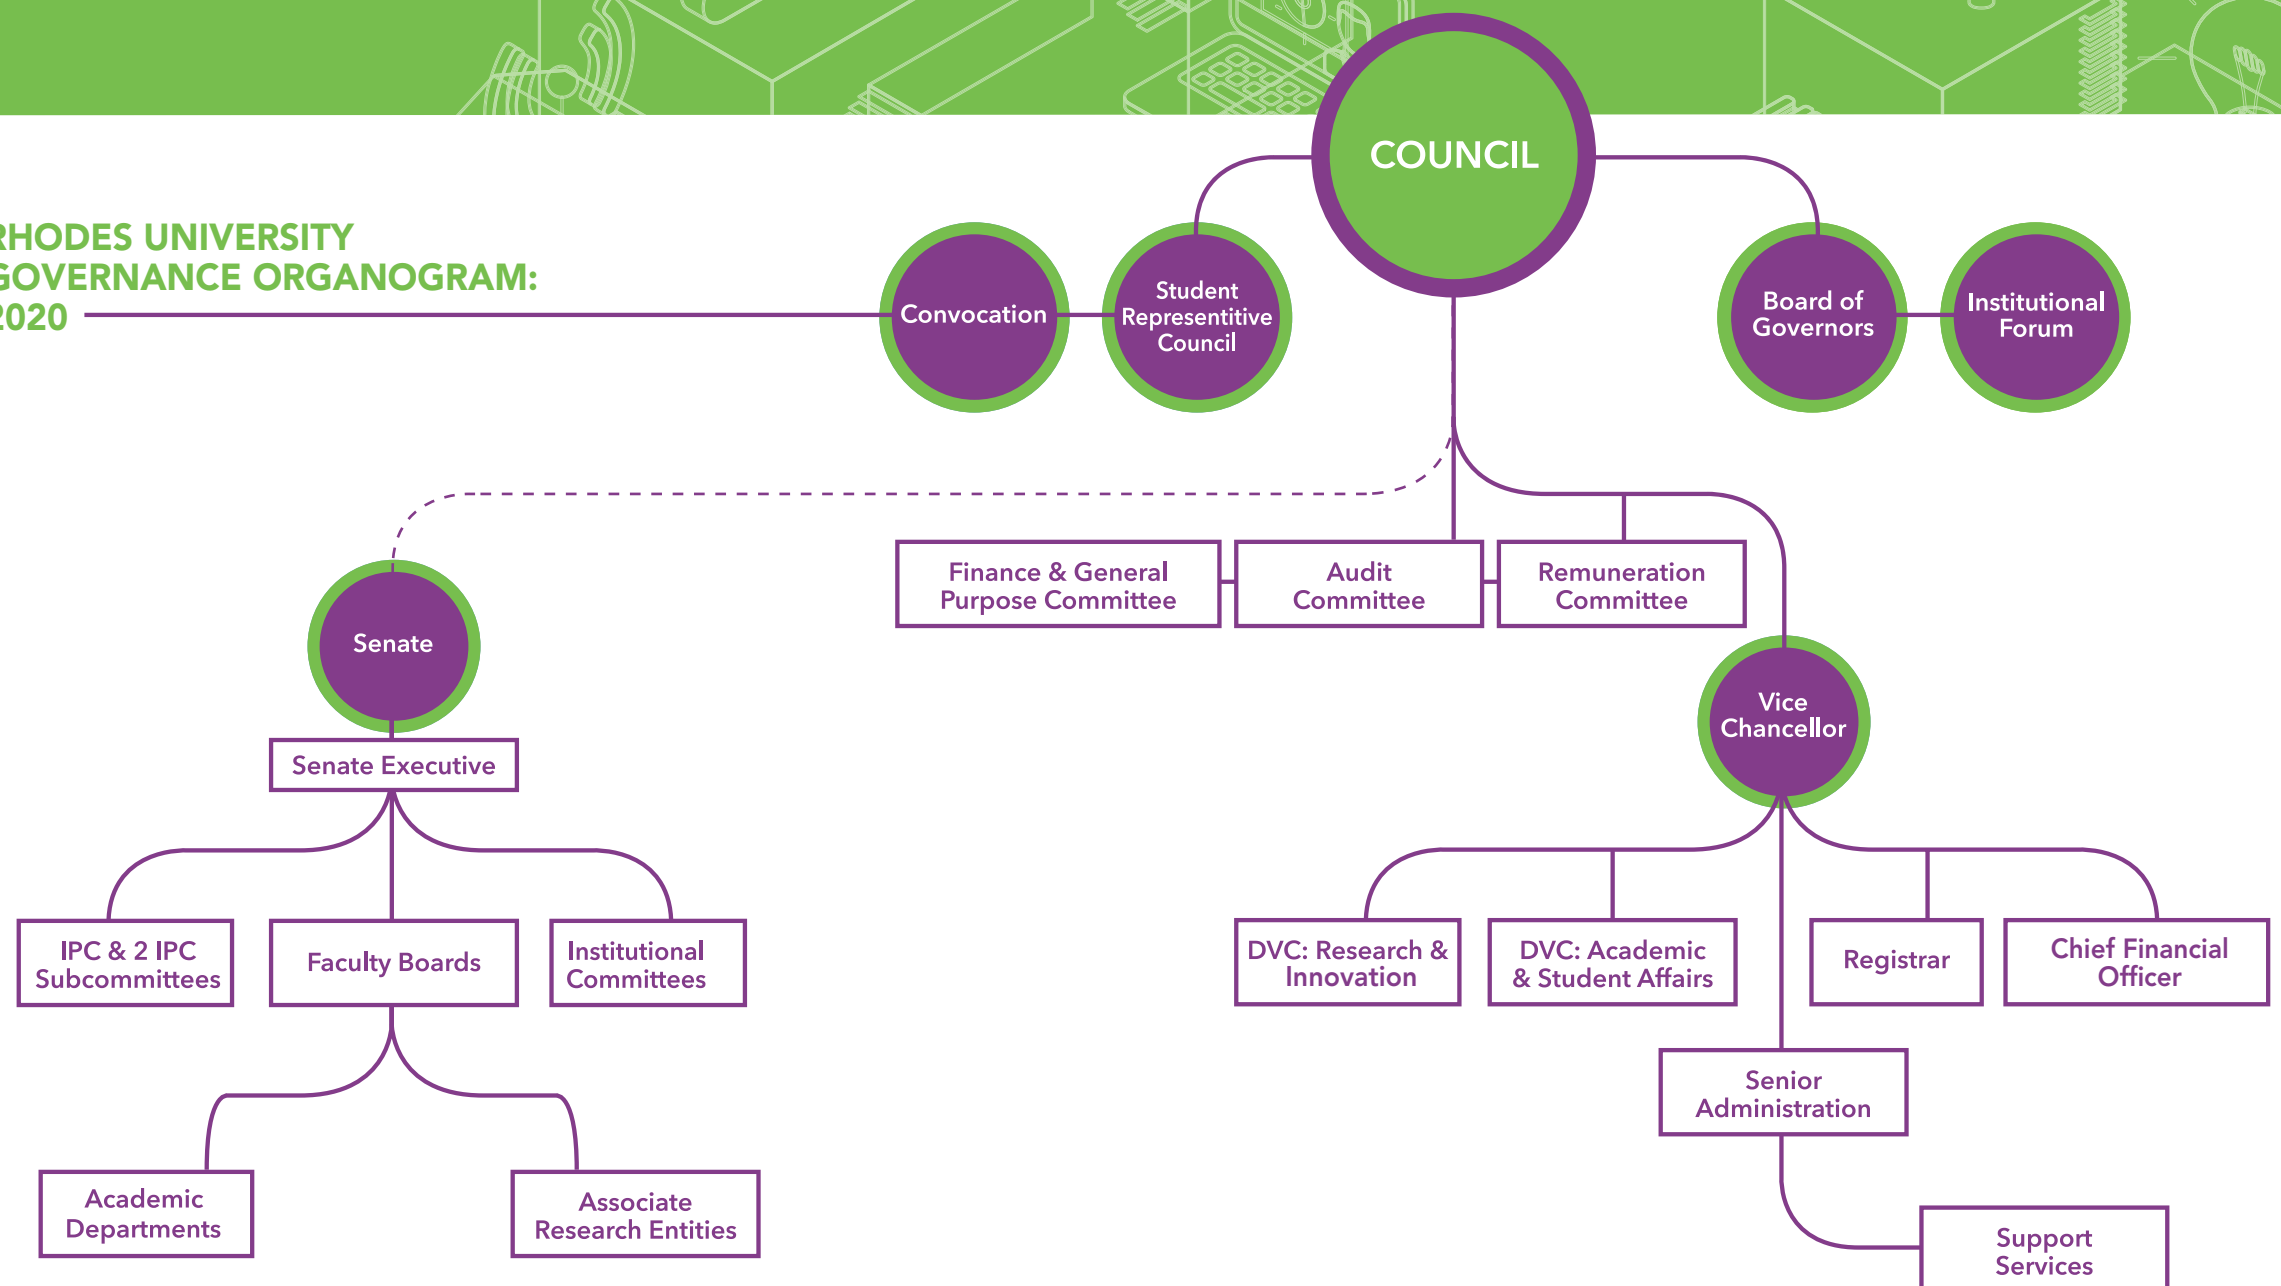 COUNCIL
RHODES UNIVERSITY
GOVERNANCE ORGANOGRAM:
2020
Convocation
Student
Representitive
Council
Board of
Governors
Institutional
Forum
Finance & General
Purpose Committee
Audit
Committee
Remuneration
Committee
Senate
Vice
Chancellor
Senate Executive
IPC & 2 IPC
Subcommittees
Faculty Boards
Institutional
Committees
DVC: Research &
Innovation
DVC: Academic
& Student Affairs
Registrar
Chief Financial
Officer
Senior
Administration
Academic
Departments
Associate
Research Entities
Support
Services